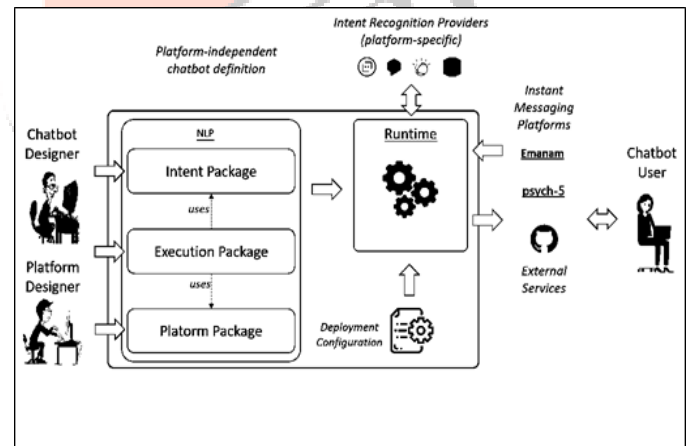 Intent Recognition Providers
(platform-specific)
Platform-independent
chatbot definition
Instant
Messaging
Platforms
Chatbot
Designer
NLP
Runtime
Intent Package
Emanam
Chatbot
User
uses
psych-5
Execution Package
Platform
Designer
uses
External
Services
Platorm Package
Deployment
Configuration